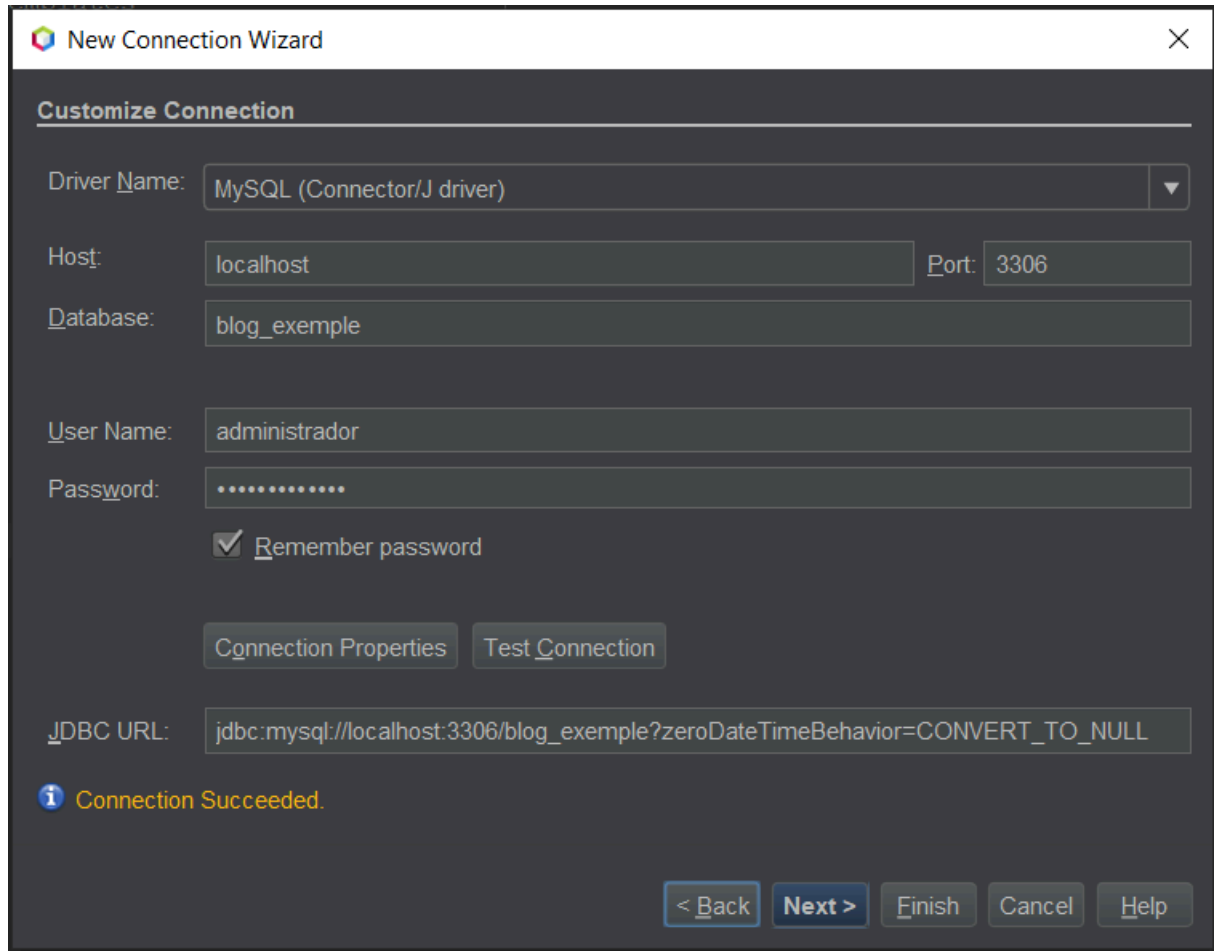 New Connection Wizard
Customize Connection
Driver Name: MySQL (Connector/J driver)
Host: localhost Port: 3306
Database: blog_exemple
User Name: administrador
Password: •••••••••••••
Remember password
Connection Properties Test Connection
JDBC URL: jdbc:mysql://localhost:3306/blog_exemple?zeroDateTimeBehavior=CONVERT_TO_NULL
Connection Succeeded.
< Back Next > Finish Cancel Help